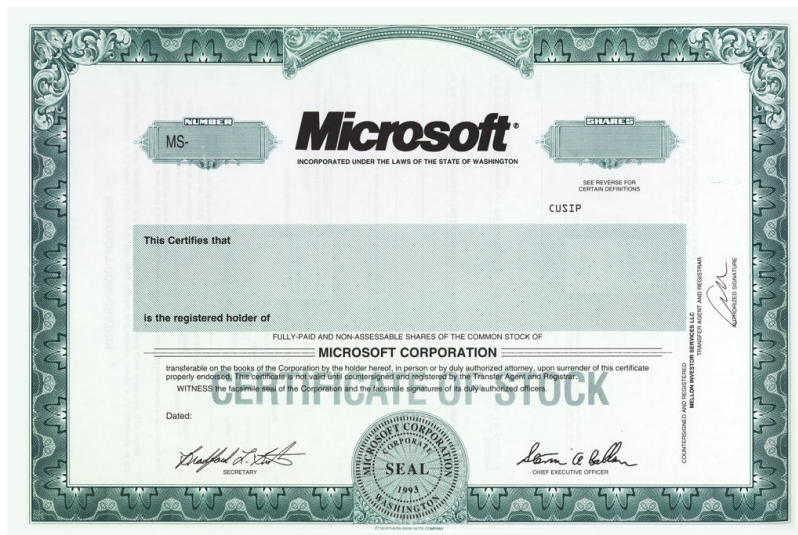 NUMBER
MS-
Microsoft®
INCORPORATED UNDER THE LAWS OF THE STATE OF WASHINGTON
SHARES
SEE REVERSE FOR
CERTAIN DEFINITIONS
CUSIP
This Certifies that
is the registered holder of
FULLY-PAID AND NON-ASSESSABLE SHARES OF THE COMMON STOCK OF
MICROSOFT CORPORATION
transferable on the books of the Corporation by the holder hereof, in person or by duly authorized attorney, upon surrender of this certificate
properly endorsed. This certificate is not valid until countersigned and registered by the Transfer Agent and Registrar.
WITNESS the facsimile seal of the Corporation and the facsimile signatures of its duly authorized officers.
CERTIFICATE OF STOCK
Dated:
SECRETARY
MICROSOFT CORPORATION
CORPORATE
SEAL
1993
WASHINGTON
CHIEF EXECUTIVE OFFICER
COUNTERSIGNED AND REGISTERED
MELLON INVESTOR SERVICES LLC
TRANSFER AGENT AND REGISTRAR
AUTHORIZED SIGNATURE
© NORTHERN BANK NOTE COMPANY